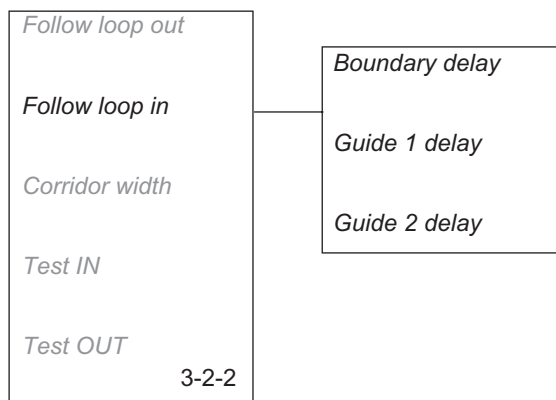 Follow loop out
Follow loop in
Corridor width
Test IN
Test OUT
3-2-2
Boundary delay
Guide 1 delay
Guide 2 delay